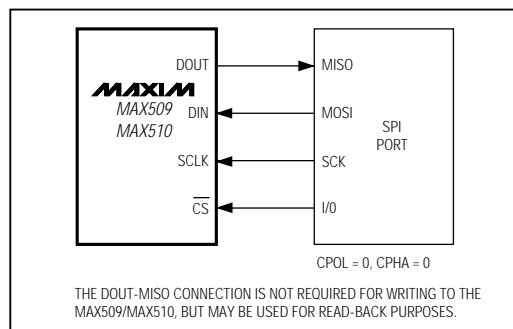 DOUT
MISO
MAXIM
MAX509
MAX510
DIN
MOSI
SPI
PORT
SCLK
SCK
CS
I/0
CPOL = 0, CPHA = 0
THE DOUT-MISO CONNECTION IS NOT REQUIRED FOR WRITING TO THE
MAX509/MAX510, BUT MAY BE USED FOR READ-BACK PURPOSES.